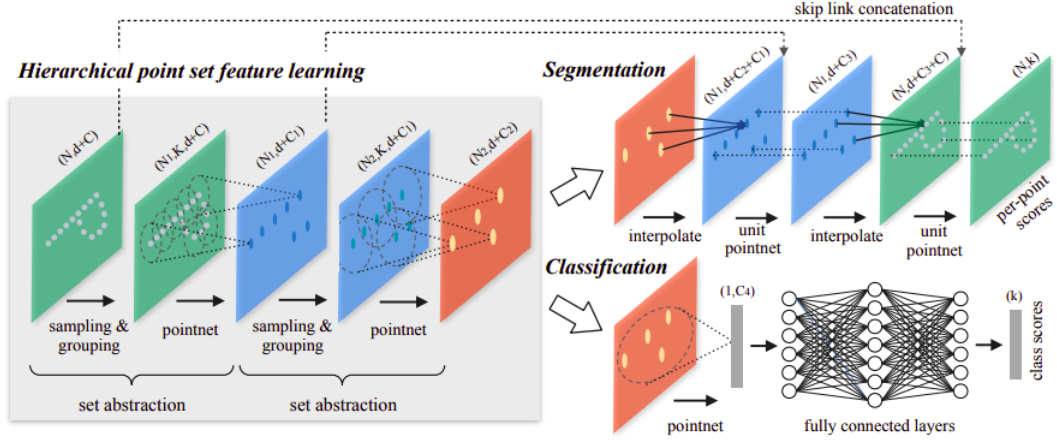 skip link concatenation
Hierarchical point set feature learning
Segmentation
(N,d+C)
(N1,K,d+C)
(N1,d+C1)
(N2,K,d+C1)
(N2,d+C2)
(N1,d+C2+C1)
(N1,d+C3)
(N,d+C3+C)
(N,k)
per-point
scores
interpolate
unit
pointnet
interpolate
unit
pointnet
sampling &
grouping
pointnet
sampling &
grouping
pointnet
set abstraction
set abstraction
Classification
(1,C4)
(k)
class scores
pointnet
fully connected layers